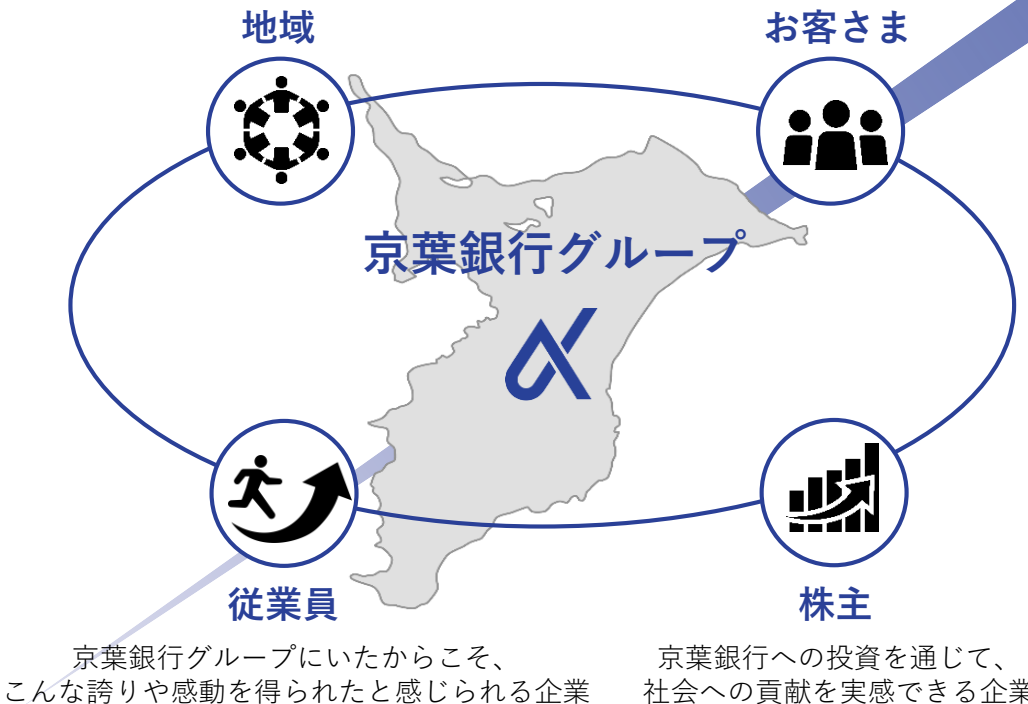 地域
お客さま
京葉銀行グループ
従業員
株主
京葉銀行グループにいたからこそ、
こんな誇りや感動を得られたと感じられる企業
京葉銀行への投資を通じて、
社会への貢献を実感できる企業